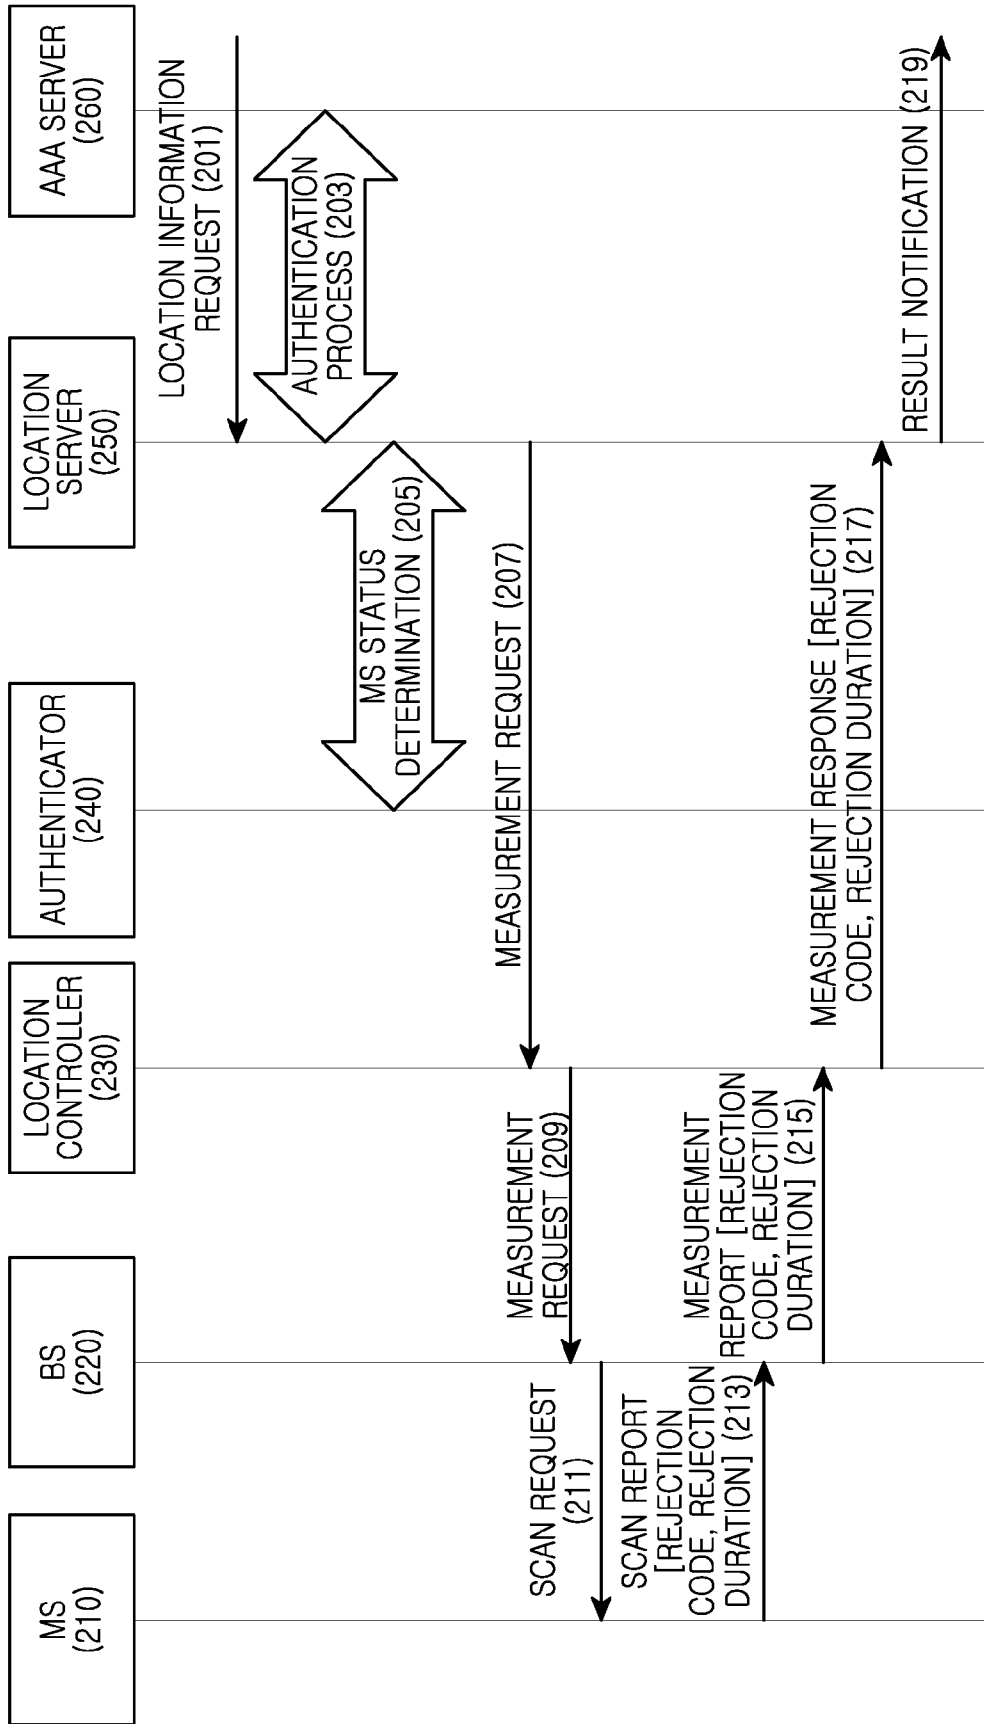 MS
(210)
BS
(220)
LOCATION
CONTROLLER
(230)
AUTHENTICATOR
(240)
LOCATION
SERVER
(250)
AAA SERVER
(260)
LOCATION INFORMATION
REQUEST (201)
AUTHENTICATION
PROCESS (203)
MS STATUS
DETERMINATION (205)
MEASUREMENT REQUEST (207)
MEASUREMENT
REQUEST (209)
SCAN REQUEST
(211)
SCAN REPORT
[REJECTION
CODE, REJECTION
DURATION] (213)
MEASUREMENT
REPORT [REJECTION
CODE, REJECTION
DURATION] (215)
MEASUREMENT RESPONSE [REJECTION
CODE, REJECTION DURATION] (217)
RESULT NOTIFICATION (219)